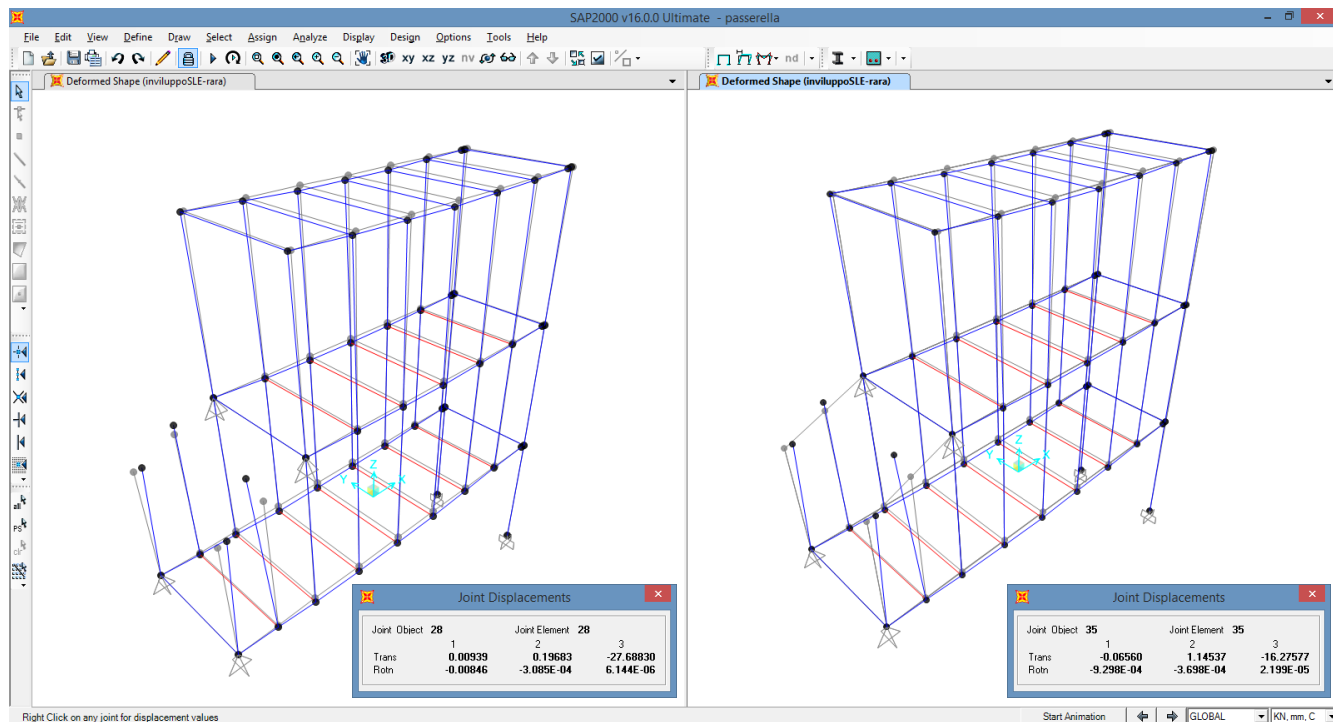 SAP2000 v16.0.0 Ultimate - passerella
File Edit View Define Draw Select Assign Analyze Display Design Options Tools Help
3D xy xz yz nv nd
Deformed Shape (inviluppoSLE-rara)
Deformed Shape (inviluppoSLE-rara)
all
PS
clr
Z
Y X
Z
Y X
Joint Displacements
Joint Object 28 Joint Element 28
1 2 3
Trans 0.00939 0.19683 -27.68830
Rotn -0.00846 -3.085E-04 6.144E-06
Joint Displacements
Joint Object 35 Joint Element 35
1 2 3
Trans -0.06560 1.14537 -16.27577
Rotn -9.298E-04 -3.698E-04 2.199E-05
Right Click on any joint for displacement values
Start Animation GLOBAL KN, mm, C